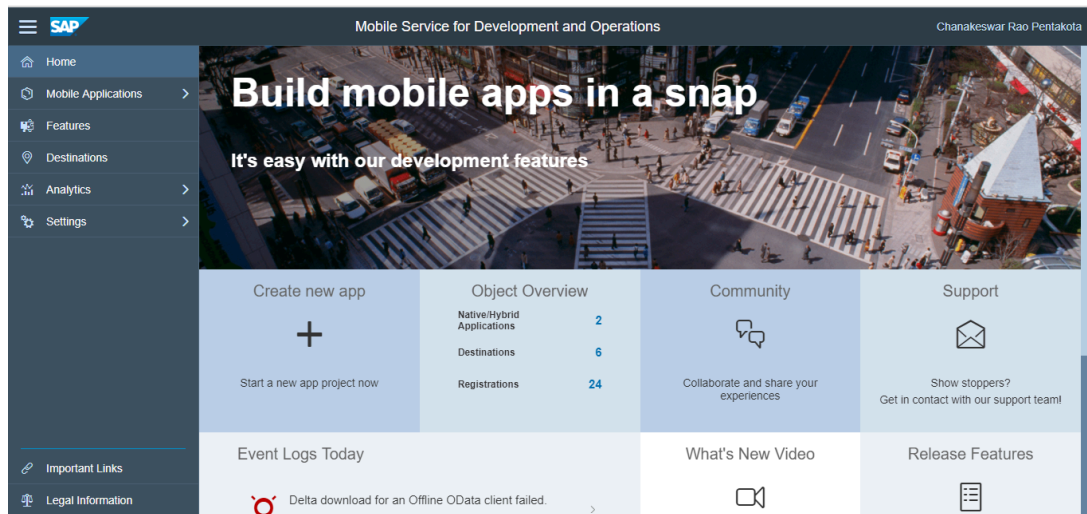 SAP
Mobile Service for Development and Operations
Chanakeswar Rao Pentakota
Home
Mobile Applications
Features
Destinations
Analytics
Settings
Important Links
Legal Information
Build mobile apps in a snap
It's easy with our development features
Create new app
Start a new app project now
Object Overview
Native/Hybrid
Applications 2
Destinations 6
Registrations 24
Community
Collaborate and share your
experiences
Support
Show stoppers?
Get in contact with our support team!
Event Logs Today
Delta download for an Offline OData client failed.
What's New Video
Release Features